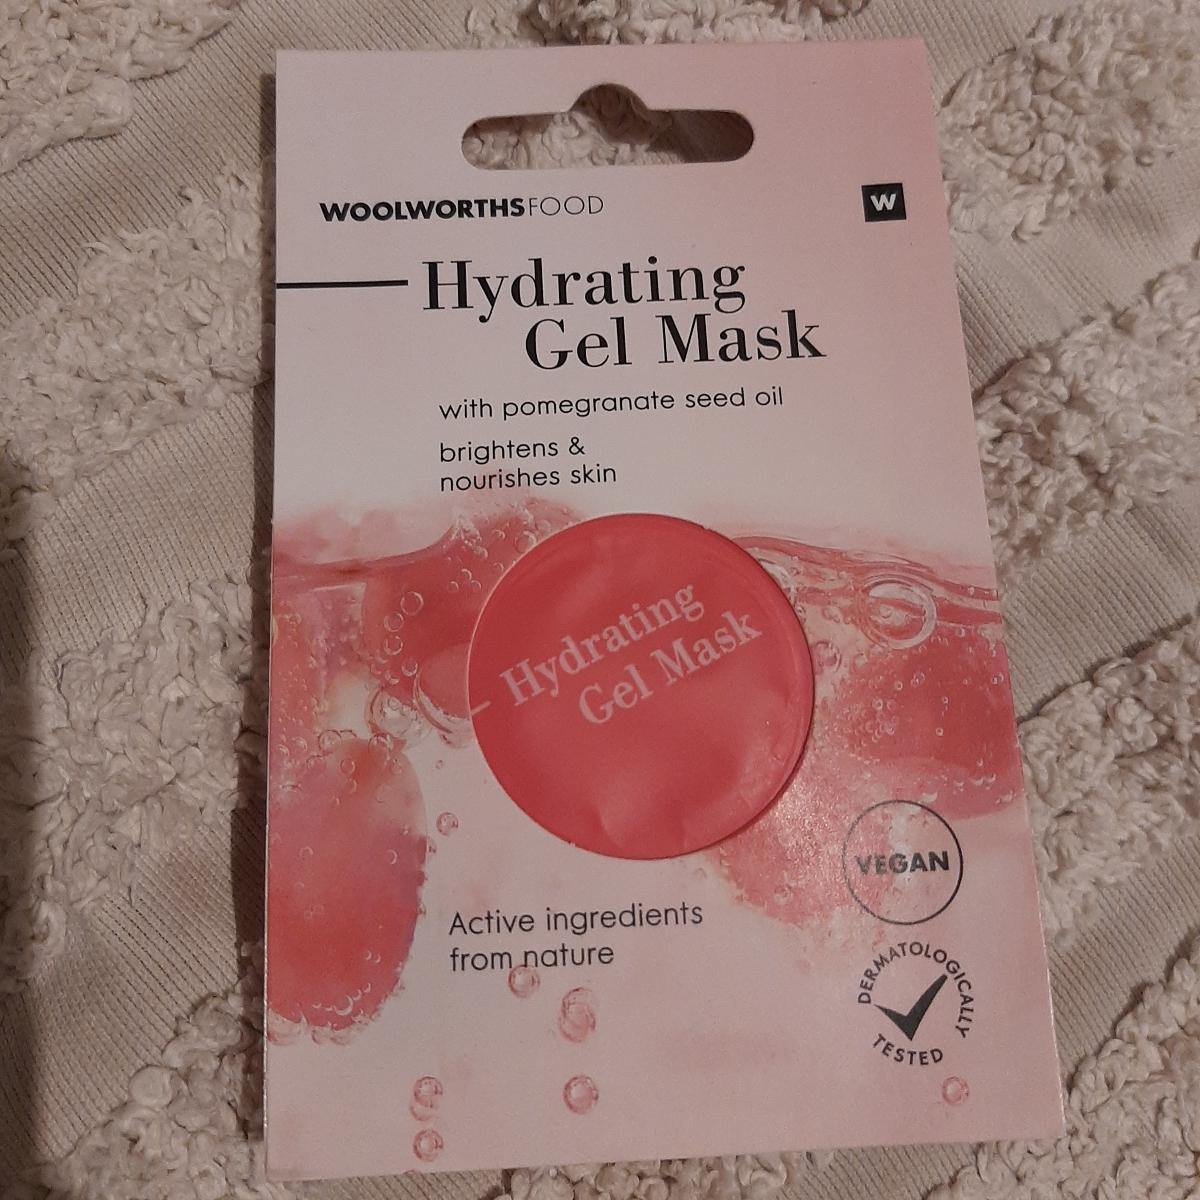 WOOLWORTHSFOOD
W
Hydrating
Gel Mask
with pomegranate seed oil
brightens &
nourishes skin
Hydrating
Gel Mask
VEGAN
Active ingredients
from nature
DERMATOLOGICALLY
TESTED